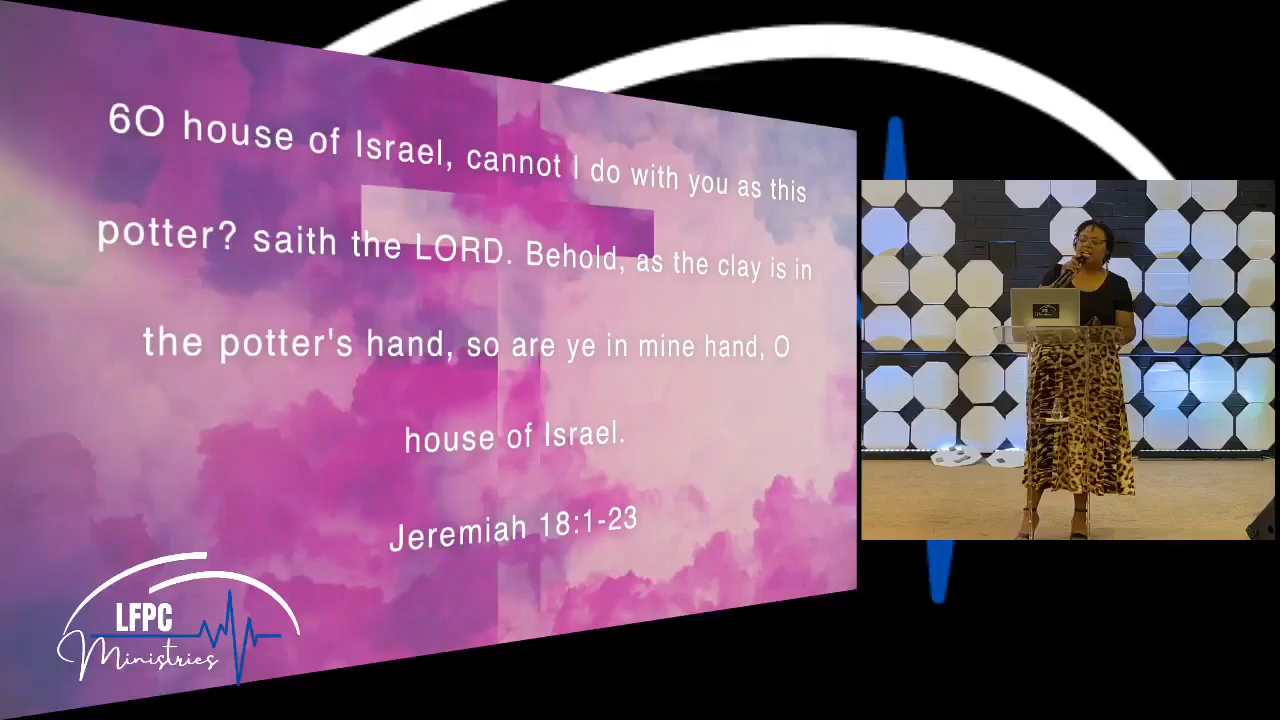 6O house of Israel, cannot I do with you as this
potter? saith the LORD. Behold, as the clay is in
the potter's hand, so are ye in mine hand, O
house of Israel.
Jeremiah 18:1-23
LFPC
Ministries